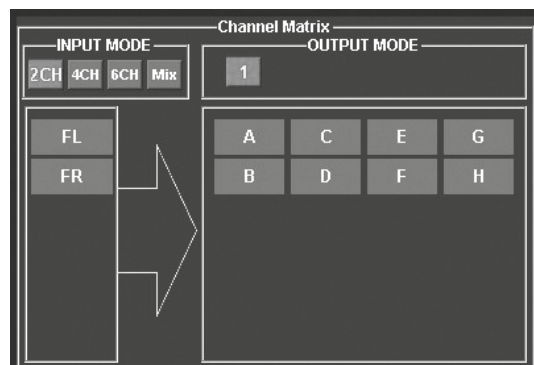 Channel Matrix
INPUT MODE
OUTPUT MODE
2CH 4CH 6CH Mix
1
FL
FR
A C E G
B D F H